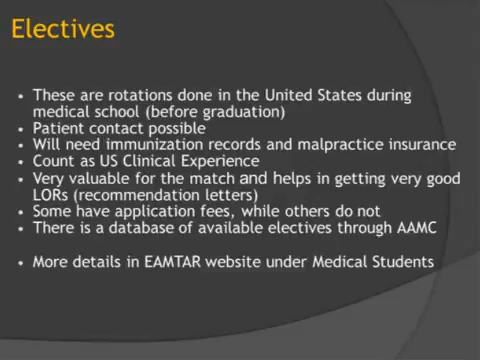 Electives
• These are rotations done in the United States during
medical school (before graduation)
• Patient contact possible
• Will need immunization records and malpractice insurance
• Count as US Clinical Experience
• Very valuable for the match and helps in getting very good
LORs (recommendation letters)
• Some have application fees, while others do not
• There is a database of available electives through AAMC
• More details in EAMTAR website under Medical Students